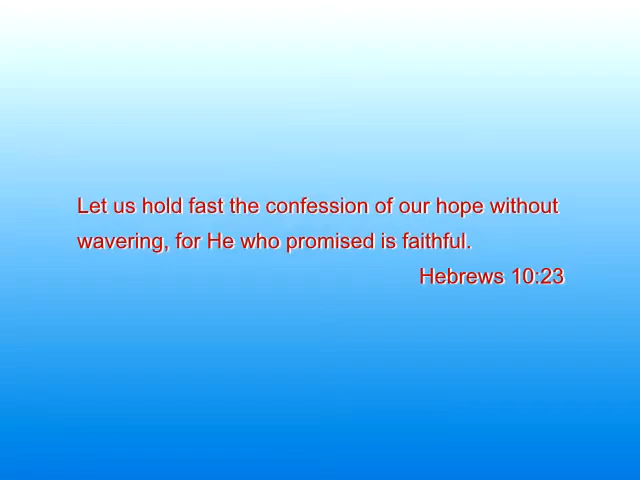 Let us hold fast the confession of our hope without
wavering, for He who promised is faithful.
Hebrews 10:23